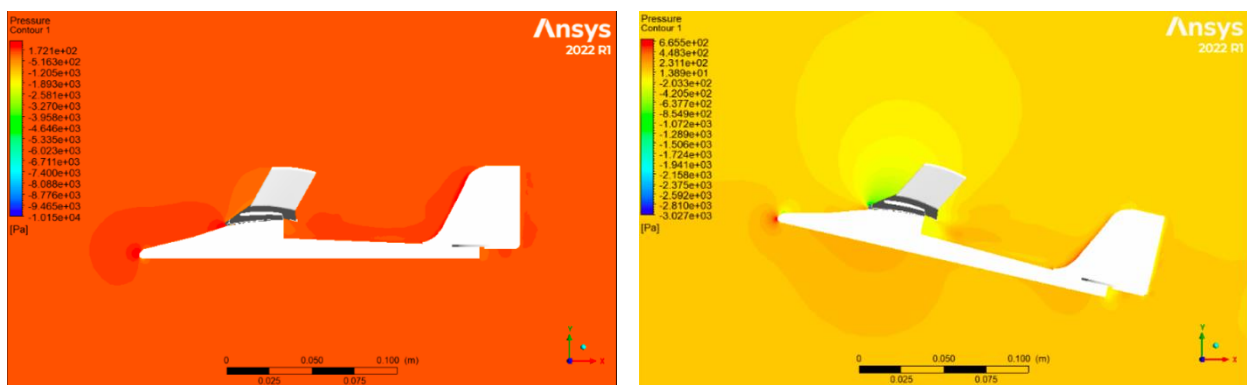 Pressure
Contour 1
1.721e+02
-5.163e+02
-1.205e+03
-1.893e+03
-2.581e+03
-3.270e+03
-3.958e+03
-4.646e+03
-5.335e+03
-6.023e+03
-6.711e+03
-7.400e+03
-8.088e+03
-8.776e+03
-9.465e+03
-1.015e+04
[Pa]
Ansys
2022 R1
Y
X
0 0.050 0.100 (m)
0.025 0.075
Pressure
Contour 1
6.655e+02
4.483e+02
2.311e+02
1.389e+01
-2.033e+02
-4.205e+02
-6.377e+02
-8.549e+02
-1.072e+03
-1.289e+03
-1.506e+03
-1.724e+03
-1.941e+03
-2.158e+03
-2.375e+03
-2.592e+03
-2.810e+03
-3.027e+03
[Pa]
Ansys
2022 R1
Y
X
0 0.050 0.100 (m)
0.025 0.075